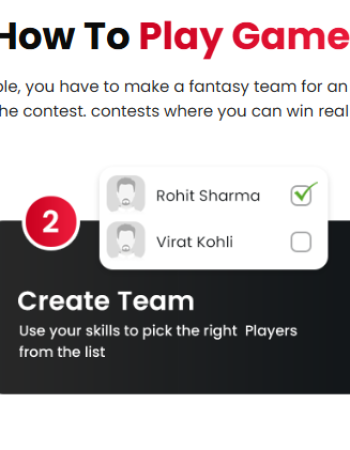 How To Play Game
ple, you have to make a fantasy team for an
he contest. contests where you can win real
2
Rohit Sharma
Virat Kohli
Create Team
Use your skills to pick the right Players
from the list